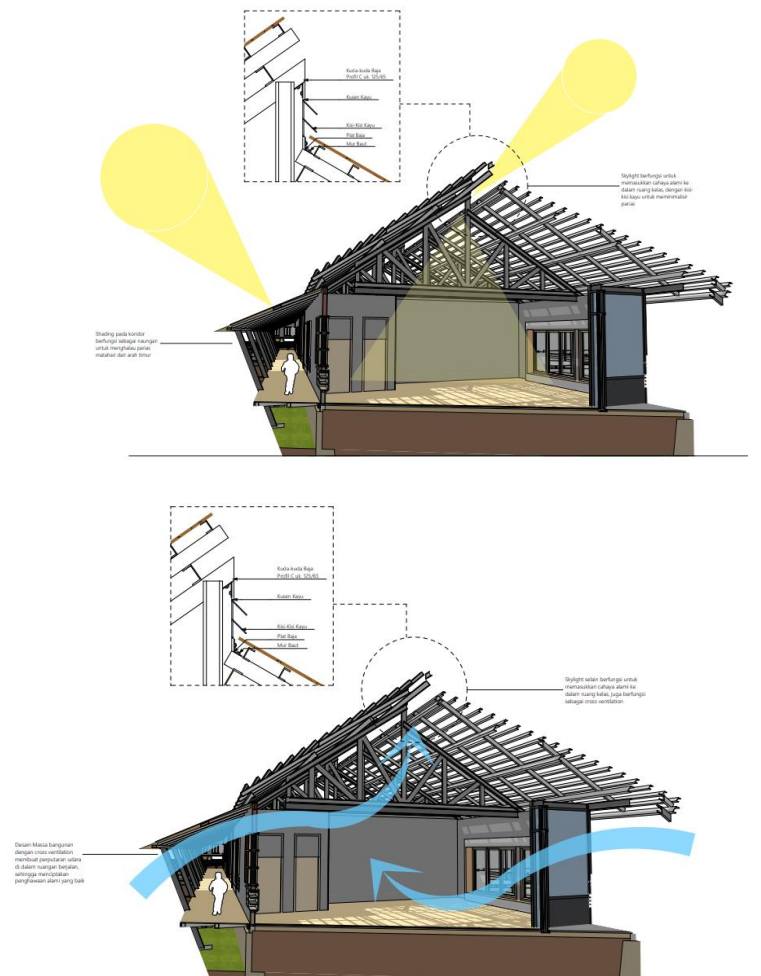 Kuda-kuda Baja
Profil C uk. 125/65
Kusen Kayu
Kisi-Kisi Kayu
Plat Baja
Mur Baut
Skylight berfungsi untuk
memasukkan cahaya alami ke
dalam ruang kelas, dengan kisi-
kisi kayu untuk meminimalisir
panas
Shading pada koridor
berfungsi sebagai naungan
untuk menghalau panas
matahari dari arah timur
Kuda-kuda Baja
Profil C uk. 125/65
Kusen Kayu
Kisi-Kisi Kayu
Plat Baja
Mur Baut
Skylight selain berfungsi untuk
memasukkan cahaya alami ke
dalam ruang kelas, juga berfungsi
sebagai cross ventilation
Desain Massa bangunan
dengan cross ventilation
membuat perputaran udara
di dalam ruangan berjalan,
sehingga menciptakan
penghawaan alami yang baik